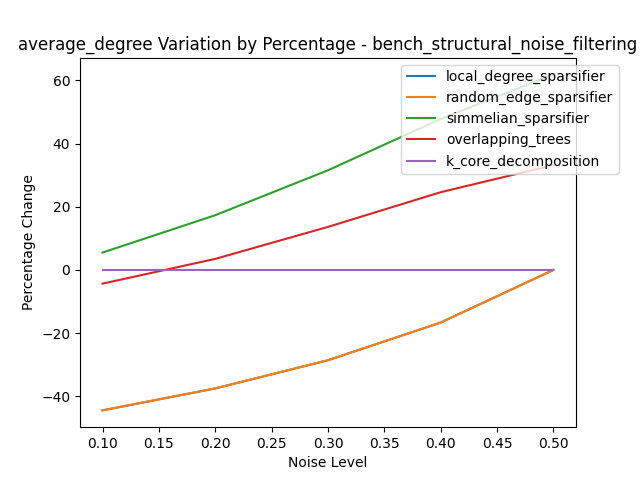 average_degree Variation by Percentage - bench_structural_noise_filtering
local_degree_sparsifier
random_edge_sparsifier
simmelian_sparsifier
overlapping_trees
k_core_decomposition
Percentage Change
60
40
20
0
−20
−40
0.10 0.15 0.20 0.25 0.30 0.35 0.40 0.45 0.50
Noise Level